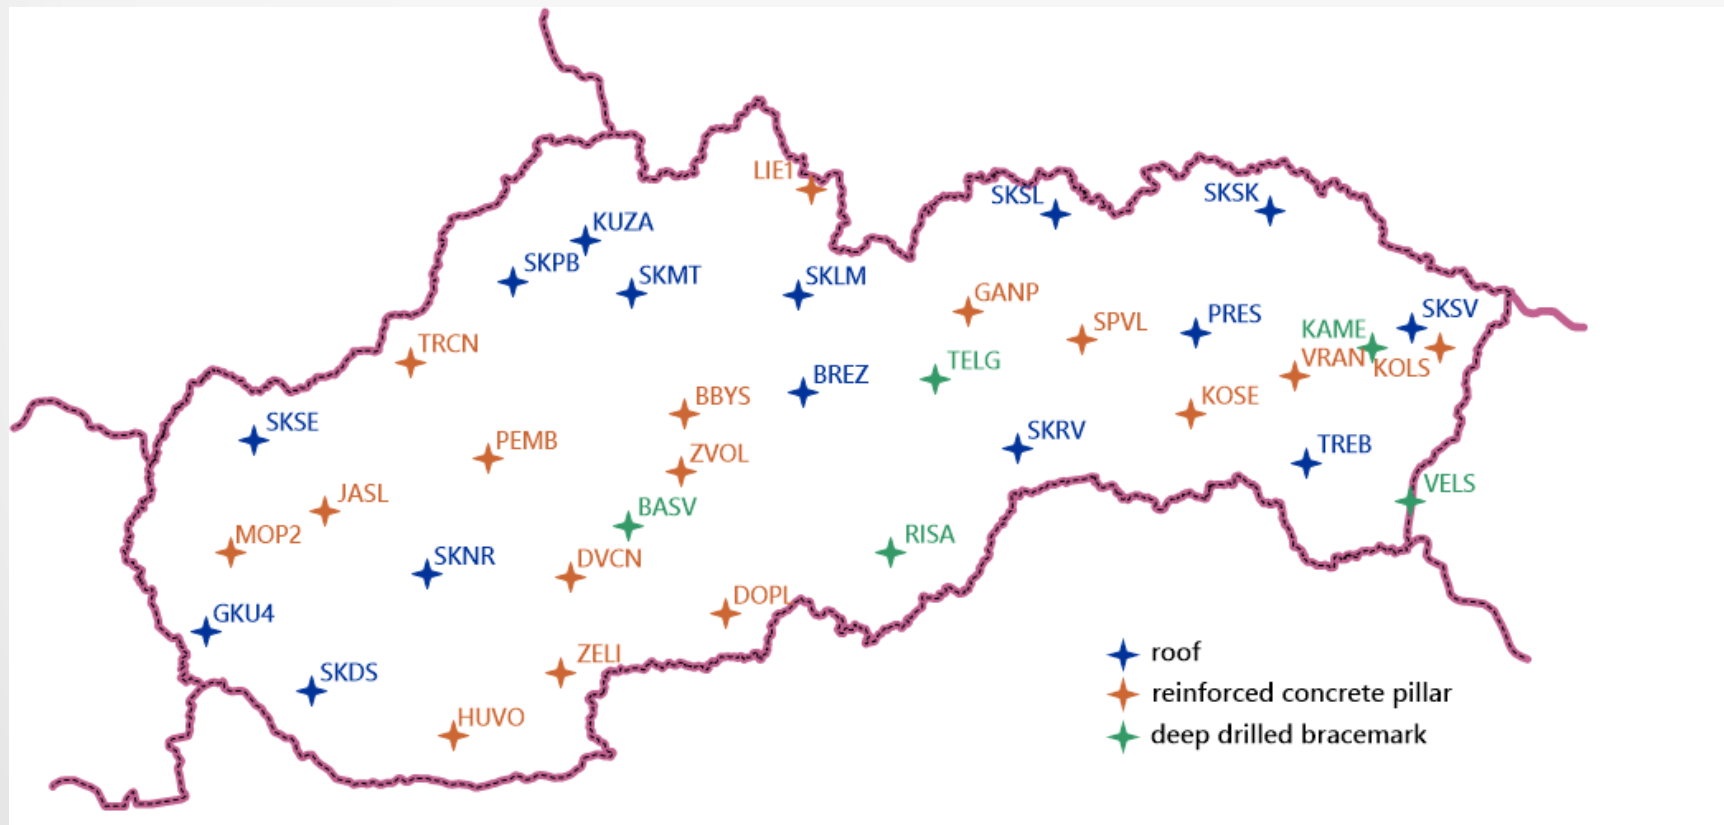 LIE1
SKSL
SKSK
KUZA
SKPB
SKMT
SKLM
GANP
SKSV
PRES
SPVL
KAME
TRCN
VRAN
KOLS
TELG
BREZ
BBYS
KOSE
SKSE
SKRV
PEMB
TREB
ZVOL
VELS
JASL
BASV
MOP2
RISA
SKNR
DVCN
DOPL
GKU4
ZELI
SKDS
HUVO
roof
reinforced concrete pillar
deep drilled bracemark